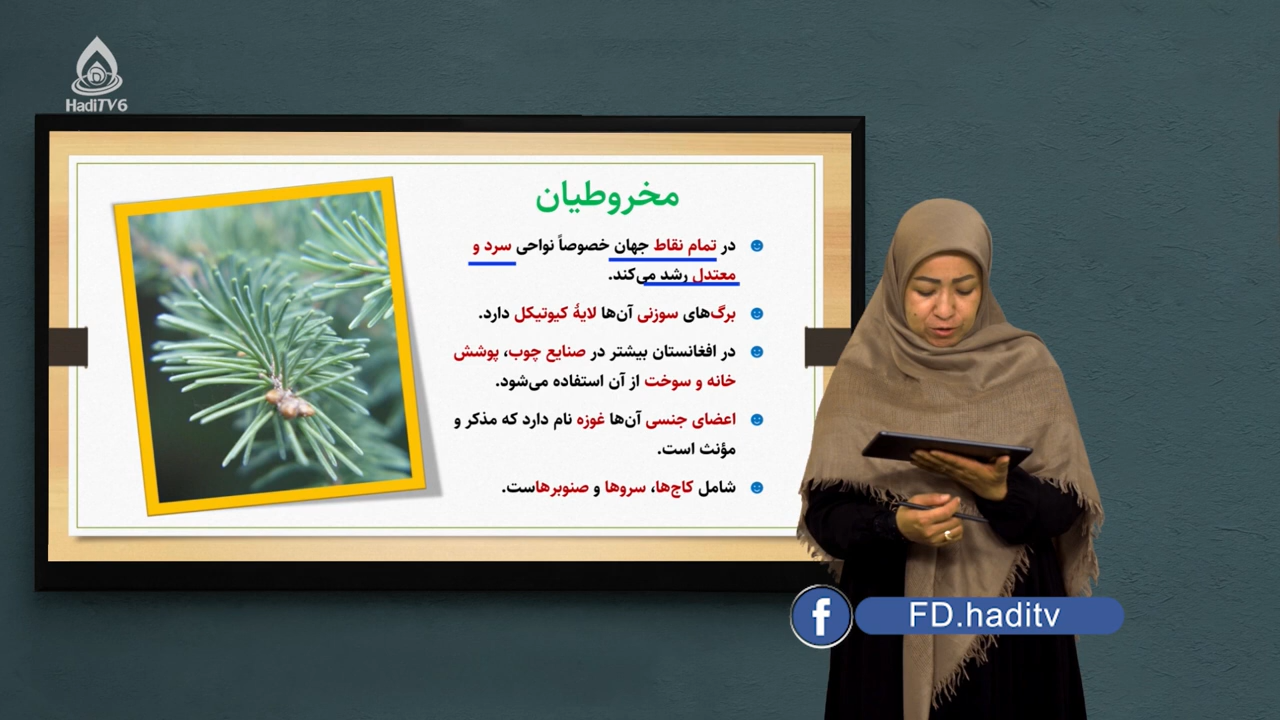 HadiTV6
مخروطیان
در تمام نقاط جهان خصوصاً نواحی سرد و
معتدل رشد می‌کند.
برگ‌های سوزنی آن‌ها لایهٔ کیوتیکل دارد.
در افغانستان بیشتر در صنایع چوب، پوشش
خانه و سوخت از آن استفاده می‌شود.
اعضای جنسی آن‌ها غوزه نام دارد که مذکر و
مؤنث است.
شامل کاج‌ها، سروها و صنوبرهاست.
f FD.haditv